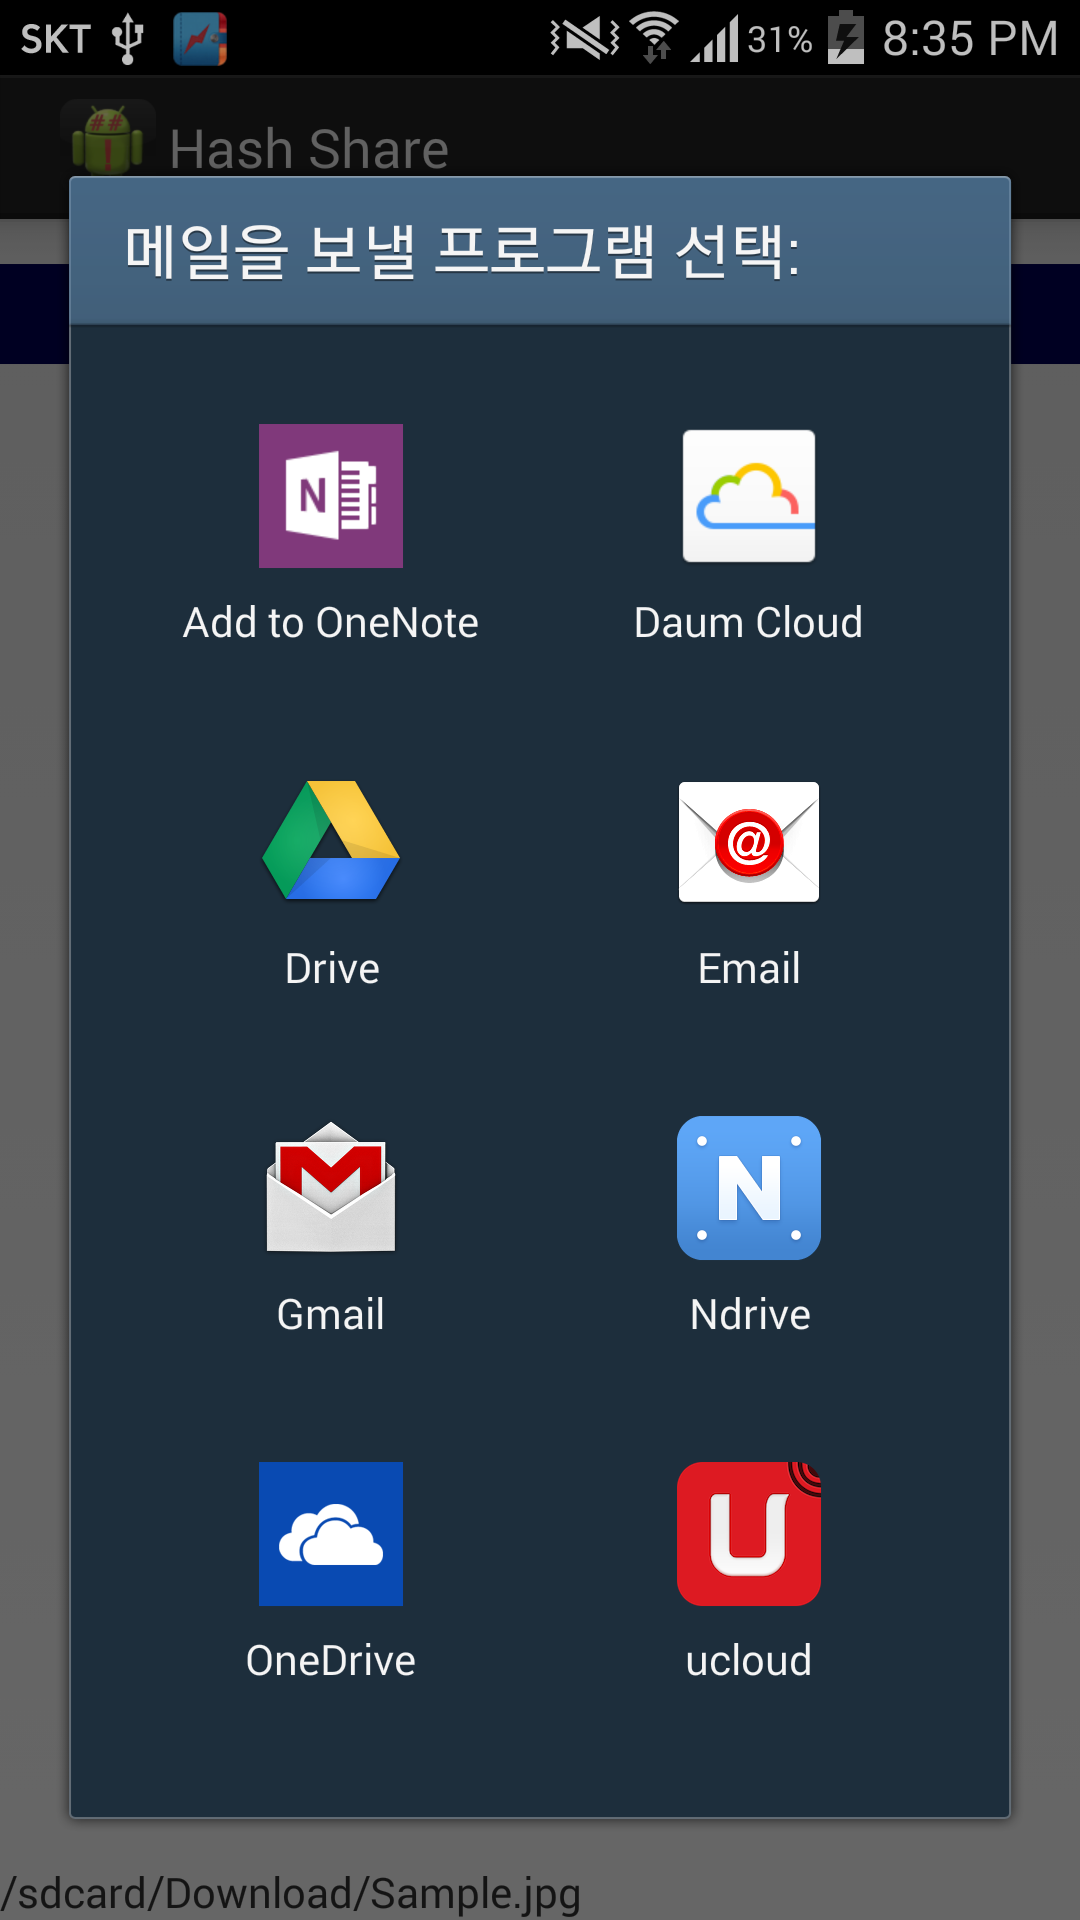 SKT 31% 8:35 PM
## Hash Share
메일을 보낼 프로그램 선택:
N
Add to OneNote Daum Cloud
@
Drive Email
M N
Gmail Ndrive
U
OneDrive ucloud
/sdcard/Download/Sample.jpg